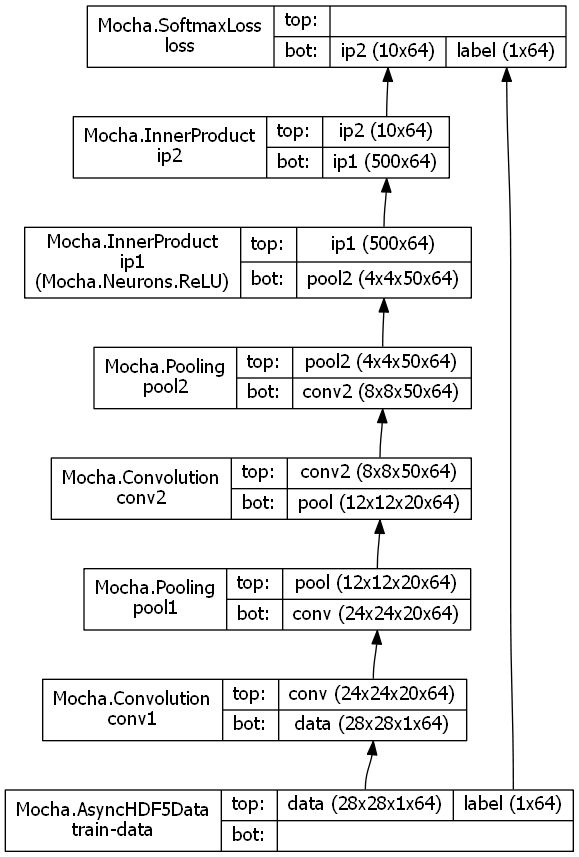 Mocha.SoftmaxLoss
loss
top:
bot: ip2 (10x64) label (1x64)
Mocha.InnerProduct
ip2
top: ip2 (10x64)
bot: ip1 (500x64)
Mocha.InnerProduct
ip1
(Mocha.Neurons.ReLU)
top: ip1 (500x64)
bot: pool2 (4x4x50x64)
Mocha.Pooling
pool2
top: pool2 (4x4x50x64)
bot: conv2 (8x8x50x64)
Mocha.Convolution
conv2
top: conv2 (8x8x50x64)
bot: pool (12x12x20x64)
Mocha.Pooling
pool1
top: pool (12x12x20x64)
bot: conv (24x24x20x64)
Mocha.Convolution
conv1
top: conv (24x24x20x64)
bot: data (28x28x1x64)
Mocha.AsyncHDF5Data
train-data
top: data (28x28x1x64) label (1x64)
bot: